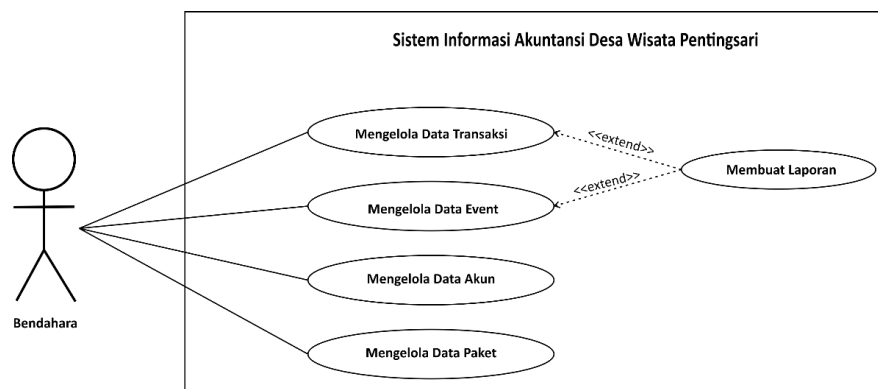 Sistem Informasi Akuntansi Desa Wisata Pentingsari
Mengelola Data Transaksi
<<extend>>
Membuat Laporan
<<extend>>
Mengelola Data Event
Mengelola Data Akun
Bendahara
Mengelola Data Paket